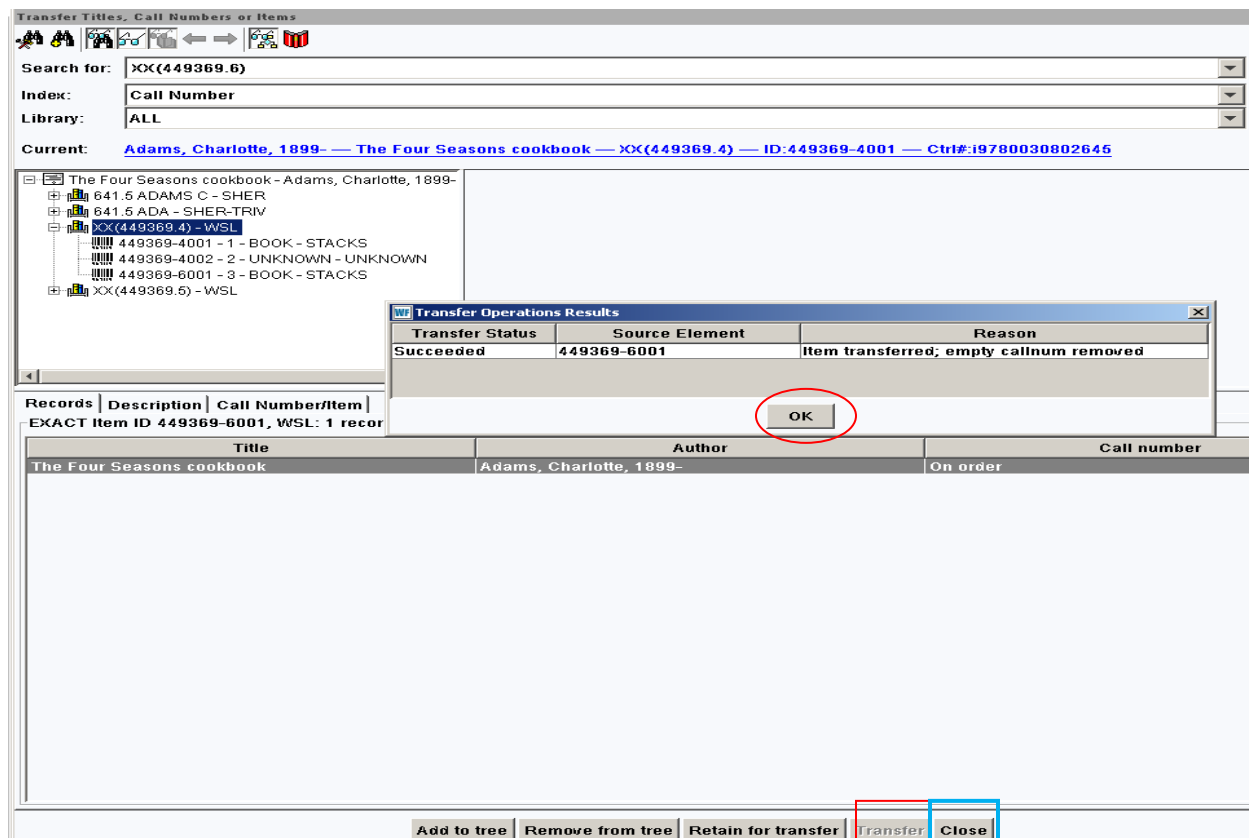 Transfer Titles, Call Numbers or Items
Search for: XX(449369.6)
Index: Call Number
Library: ALL
Current: Adams, Charlotte, 1899- — The Four Seasons cookbook — XX(449369.4) — ID:449369-4001 — Ctrl#:i9780030802645
The Four Seasons cookbook - Adams, Charlotte, 1899-
641.5 ADAMS C - SHER
641.5 ADA - SHER-TRIV
XX(449369.4) - WSL
449369-4001 - 1 - BOOK - STACKS
449369-4002 - 2 - UNKNOWN - UNKNOWN
449369-6001 - 3 - BOOK - STACKS
XX(449369.5) - WSL
WF Transfer Operations Results
Transfer Status Source Element Reason
Succeeded 449369-6001 Item transferred; empty callnum removed
OK
Records Description Call Number/Item
EXACT Item ID 449369-6001, WSL: 1 recor
Title Author Call number
The Four Seasons cookbook Adams, Charlotte, 1899- On order
Add to tree Remove from tree Retain for transfer Transfer Close